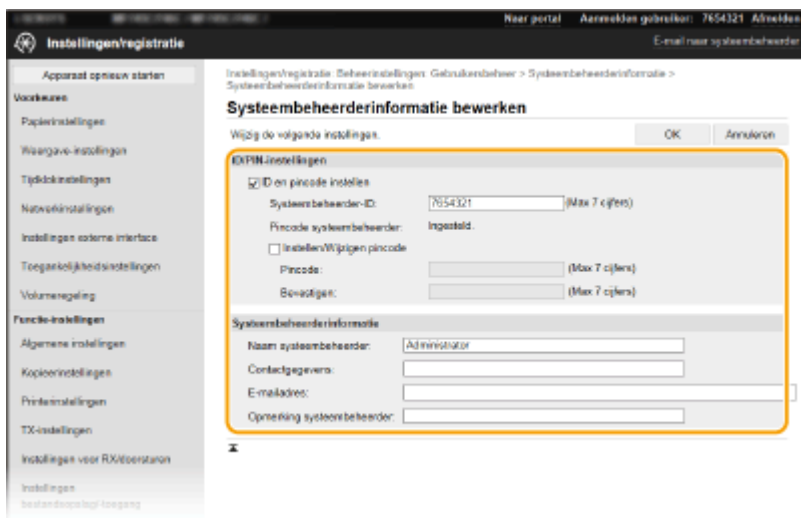 Naar portal Aanmelden gebruiker: 7654321 Afmelden
Instellingen/registratie
E-mail naar systeembeheerder
Apparaat opnieuw starten
Voorkeuren
Papierinstellingen
Weergave-instellingen
Tijdklokinstellingen
Netwerkinstallingen
Instellingen externe interface
Toegankelijkheidsinstellingen
Volumeregeling
Functie-instellingen
Algemene instellingen
Kopieerinstellingen
Printerinstallingen
TX-instellingen
Instellingen voor RX/doorsturen
Instellingen
bestandsopslag/-toegang
Instellingen/registratie: Beheerinstellingen: Gebruikersbeheer > Systeembeheerderinformatie >
Systeembeheerderinformatie bewerken
Systeembeheerderinformatie bewerken
Wijzig de volgende instellingen.
OK Annuleren
ID/PIN-instellingen
ID en pincode instellen
Systeembeheerder-ID: 7654321 (Max 7 cijfers)
Pincode systeembeheerder: Ingesteld.
Instellen/Wijzigen pincode
Pincode: (Max 7 cijfers)
Bevestigen: (Max 7 cijfers)
Systeembeheerderinformatie
Naam systeembeheerder: Administrator
Contactgegevens:
E-mailadres:
Opmerking systeembeheerder: